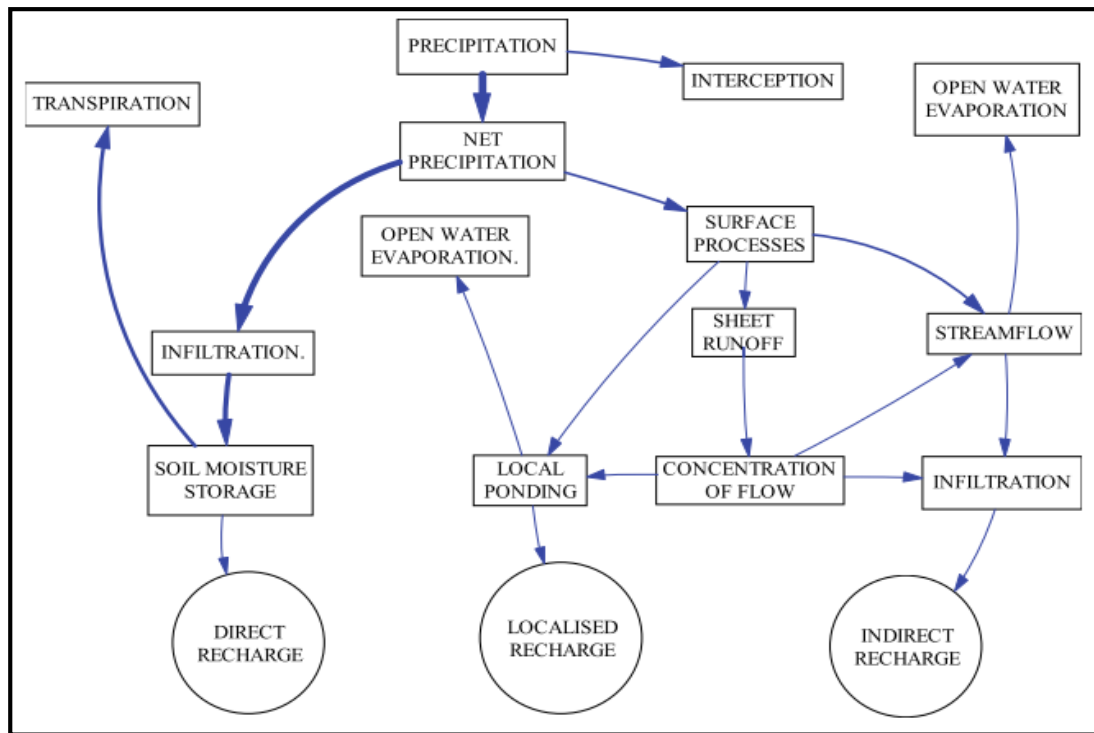 PRECIPITATION
INTERCEPTION
TRANSPIRATION
OPEN WATER
EVAPORATION
NET
PRECIPITATION
SURFACE
PROCESSES
OPEN WATER
EVAPORATION.
SHEET
RUNOFF
STREAMFLOW
INFILTRATION.
SOIL MOISTURE
STORAGE
LOCAL
PONDING
CONCENTRATION
OF FLOW
INFILTRATION
DIRECT
RECHARGE
LOCALISED
RECHARGE
INDIRECT
RECHARGE